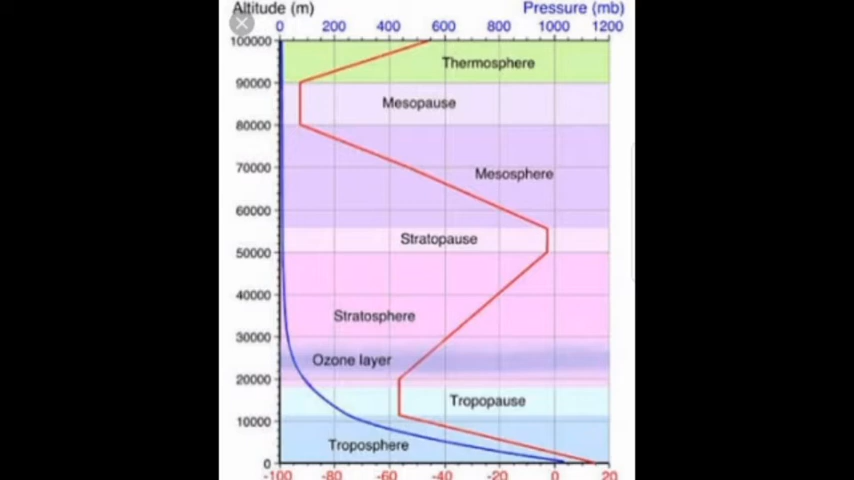 Altitude (m) Pressure (mb)
0 200 400 600 800 1000 1200
100000
Thermosphere
90000
Mesopause
80000
70000
Mesosphere
60000
Stratopause
50000
40000
Stratosphere
30000
Ozone layer
20000
Tropopause
10000
Troposphere
0
-100 -80 -60 -40 -20 0 20